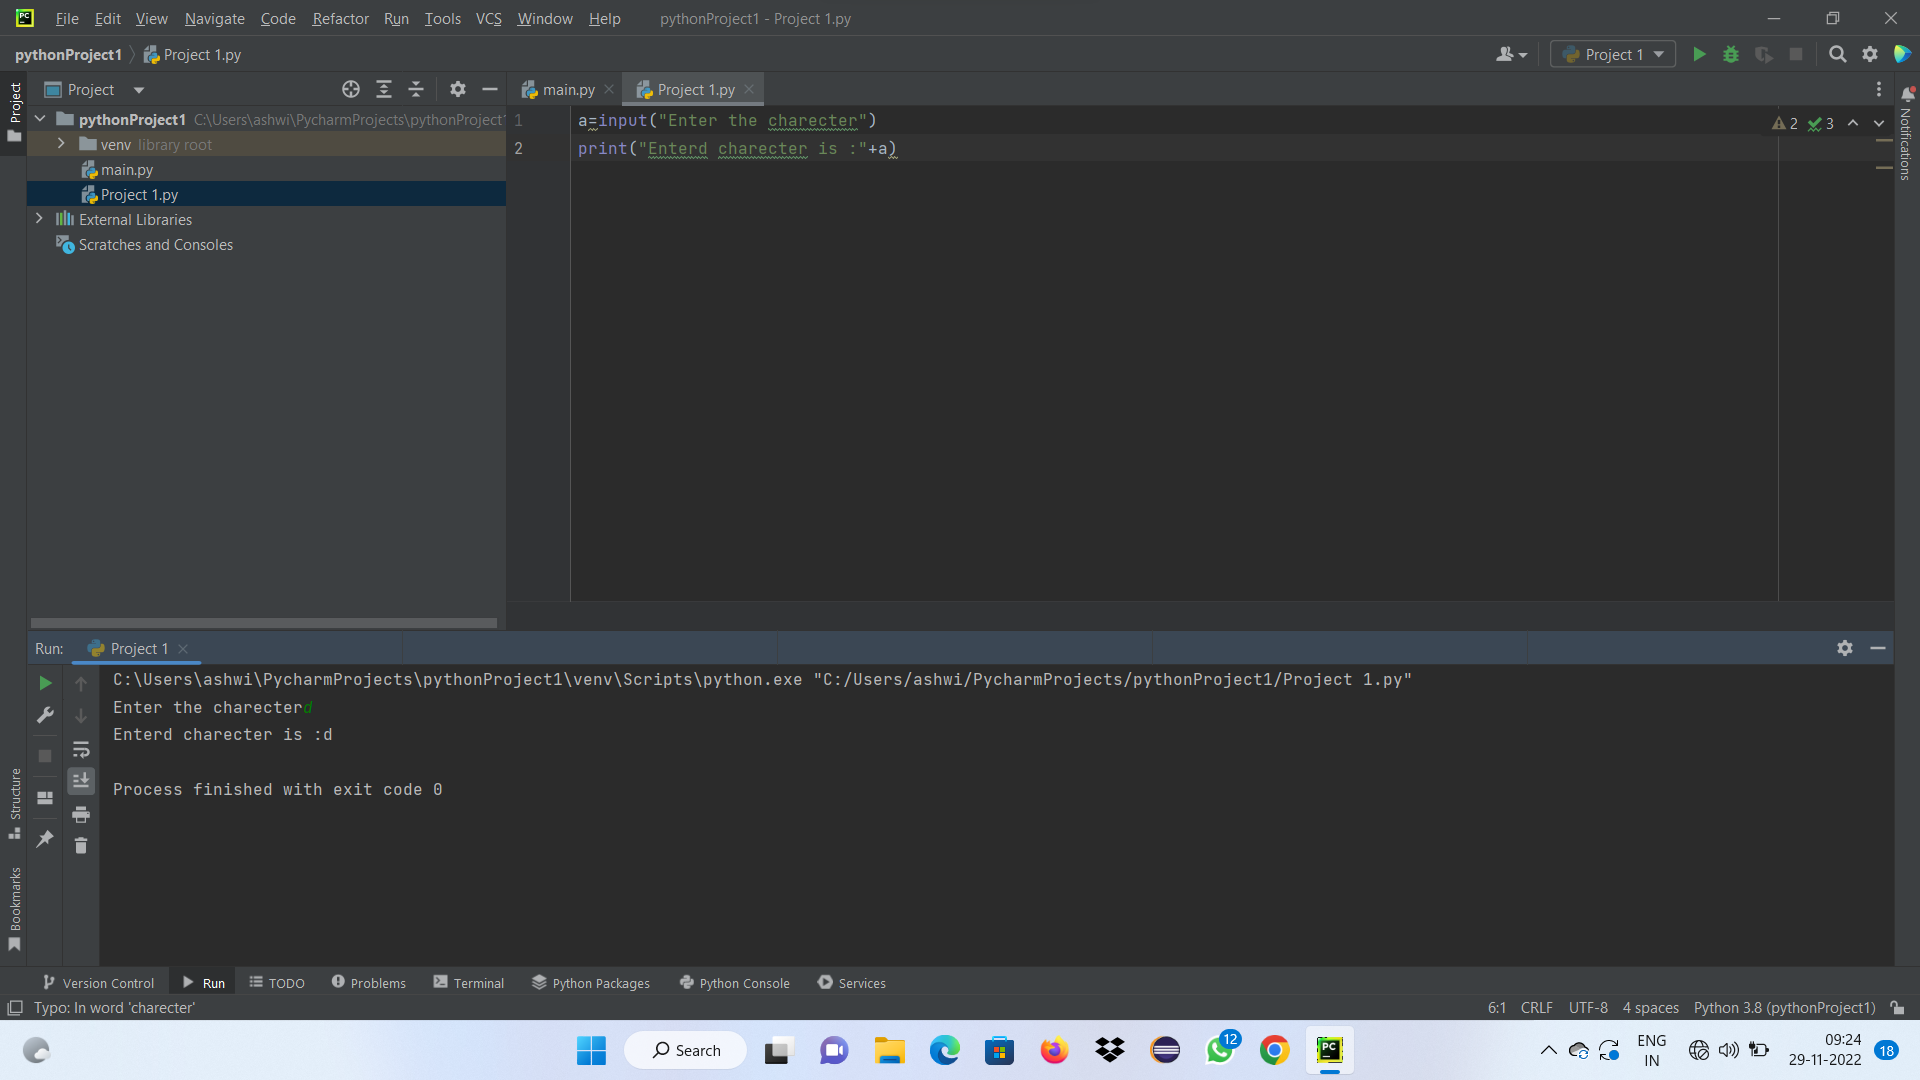 File Edit View Navigate Code Refactor Run Tools VCS Window Help pythonProject1 - Project 1.py
pythonProject1 Project 1.py
Project 1
Project
Project
main.py
Project 1.py
pythonProject1 C:\Users\ashwi\PycharmProjects\pythonProject1
venv library root
main.py
Project 1.py
External Libraries
Scratches and Consoles
1 a=input("Enter the charecter")
2 print("Enterd charecter is :"+a)
2 3
Notifications
Run: Project 1
C:\Users\ashwi\PycharmProjects\pythonProject1\venv\Scripts\python.exe "C:/Users/ashwi/PycharmProjects/pythonProject1/Project 1.py"
Enter the charecterd
Enterd charecter is :d
Process finished with exit code 0
Structure
Bookmarks
Version Control Run TODO Problems Terminal Python Packages Python Console Services
Typo: In word 'charecter' 6:1 CRLF UTF-8 4 spaces Python 3.8 (pythonProject1)
Search
PC
12
ENG
IN
09:24
29-11-2022
18